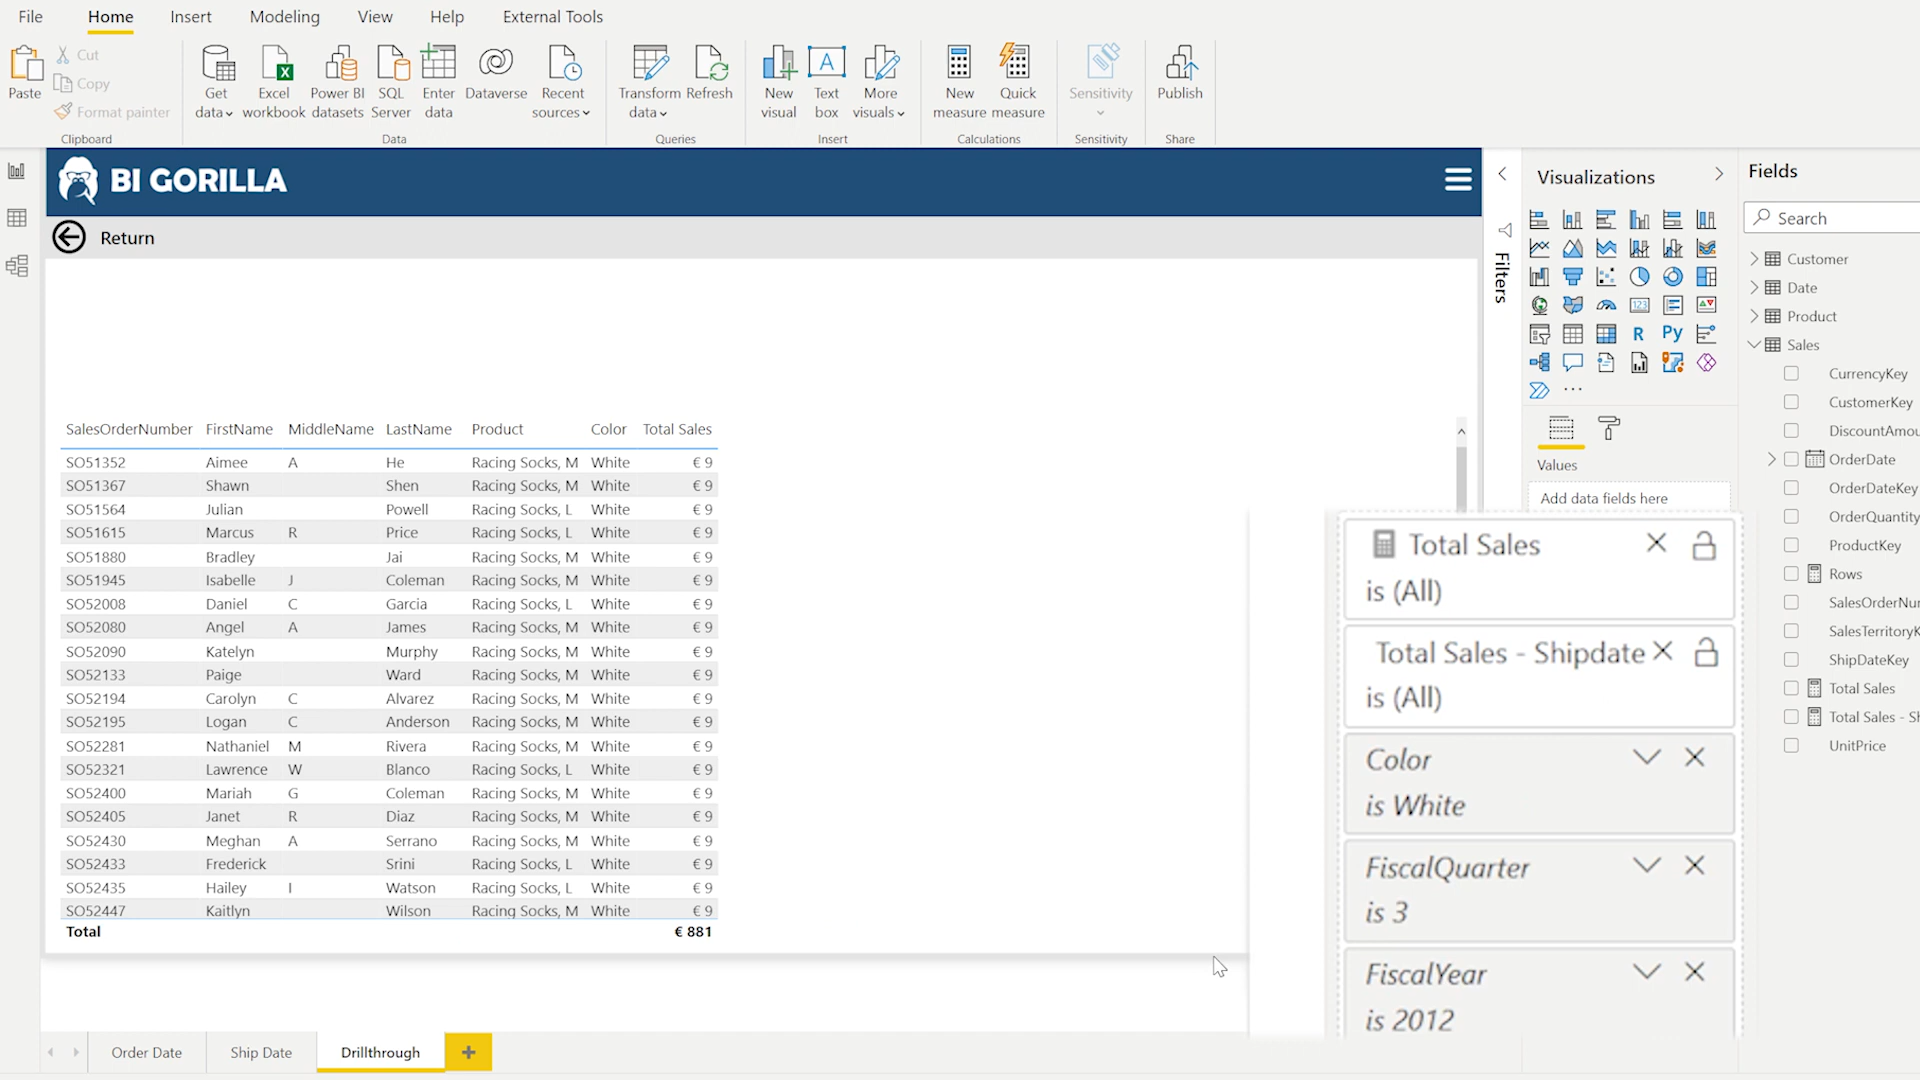 File Home Insert Modeling View Help External Tools
Paste Cut Copy Format painter Clipboard
Get data Excel workbook Power BI datasets SQL Server Enter data Dataverse Recent sources Data
Transform data Refresh Queries
New visual Text box More visuals Insert
New measure Quick measure Calculations
Sensitivity Sensitivity
Publish Share
BI GORILLA
Return
SalesOrderNumber FirstName MiddleName LastName Product Color Total Sales
SO51352 Aimee A He Racing Socks, M White € 9
SO51367 Shawn Shen Racing Socks, M White € 9
SO51564 Julian Powell Racing Socks, L White € 9
SO51615 Marcus R Price Racing Socks, L White € 9
SO51880 Bradley Jai Racing Socks, M White € 9
SO51945 Isabelle J Coleman Racing Socks, M White € 9
SO52008 Daniel C Garcia Racing Socks, L White € 9
SO52080 Angel A James Racing Socks, M White € 9
SO52090 Katelyn Murphy Racing Socks, M White € 9
SO52133 Paige Ward Racing Socks, M White € 9
SO52194 Carolyn C Alvarez Racing Socks, M White € 9
SO52195 Logan C Anderson Racing Socks, M White € 9
SO52281 Nathaniel M Rivera Racing Socks, M White € 9
SO52321 Lawrence W Blanco Racing Socks, L White € 9
SO52400 Mariah G Coleman Racing Socks, M White € 9
SO52405 Janet R Diaz Racing Socks, M White € 9
SO52430 Meghan A Serrano Racing Socks, M White € 9
SO52433 Frederick Srini Racing Socks, L White € 9
SO52435 Hailey I Watson Racing Socks, L White € 9
SO52447 Kaitlyn Wilson Racing Socks, M White € 9
Total € 881
Filters
Visualizations
123
R Py
Values
Add data fields here
Total Sales
is (All)
Total Sales - Shipdate
is (All)
Color
is White
FiscalQuarter
is 3
FiscalYear
is 2012
Fields
Search
Customer
Date
Product
Sales
CurrencyKey
CustomerKey
DiscountAmou
OrderDate
OrderDateKey
OrderQuantity
ProductKey
Rows
SalesOrderNu
SalesTerritoryK
ShipDateKey
Total Sales
Total Sales - Sh
UnitPrice
Order Date Ship Date Drillthrough +